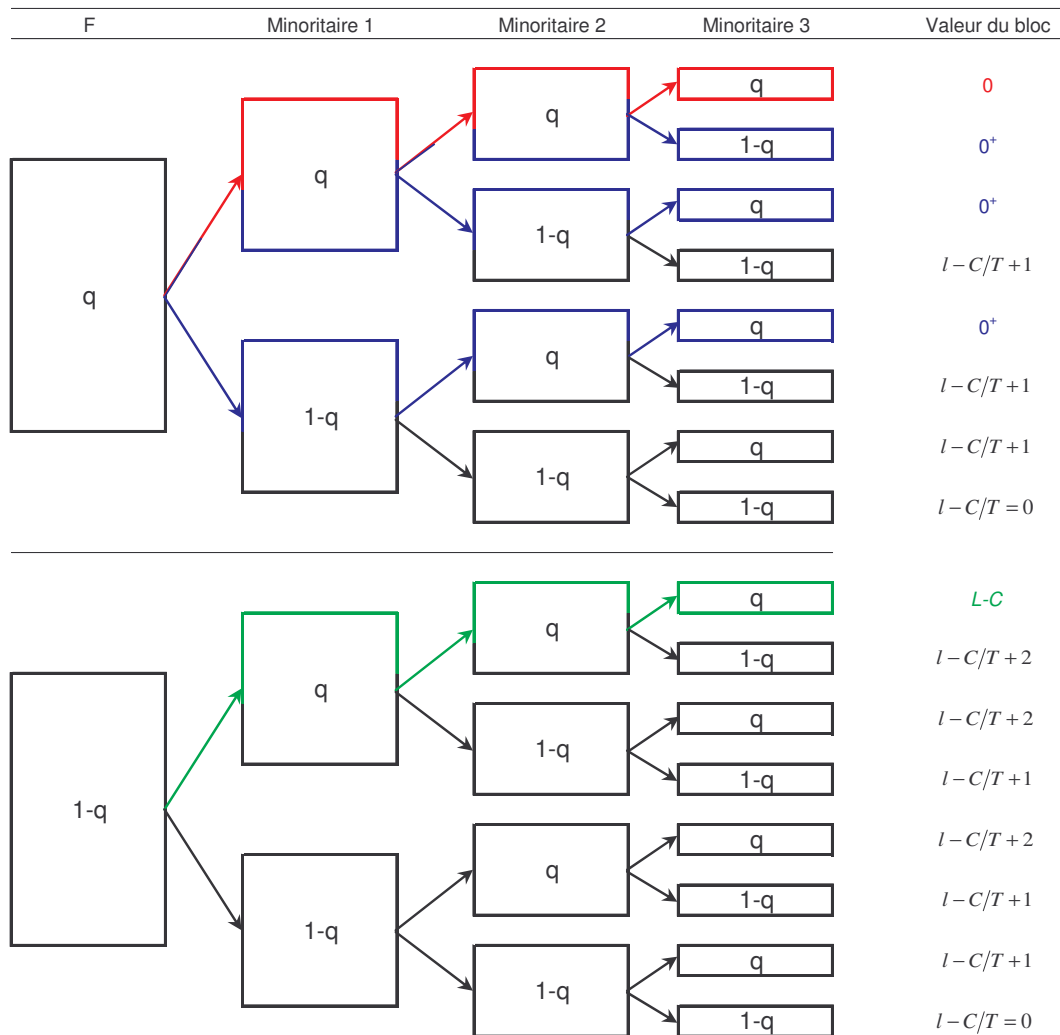 F Minoritaire 1 Minoritaire 2 Minoritaire 3 Valeur du bloc
q 0
q
1-q 0⁺
q
q 0⁺
1-q
1-q l – C/T + 1
q
q 0⁺
q
1-q l – C/T + 1
1-q
q l – C/T + 1
1-q
1-q l – C/T = 0
q L-C
q
1-q l – C/T + 2
q
q l – C/T + 2
1-q
1-q l – C/T + 1
1-q
q l – C/T + 2
q
1-q l – C/T + 1
1-q
q l – C/T + 1
1-q
1-q l – C/T = 0